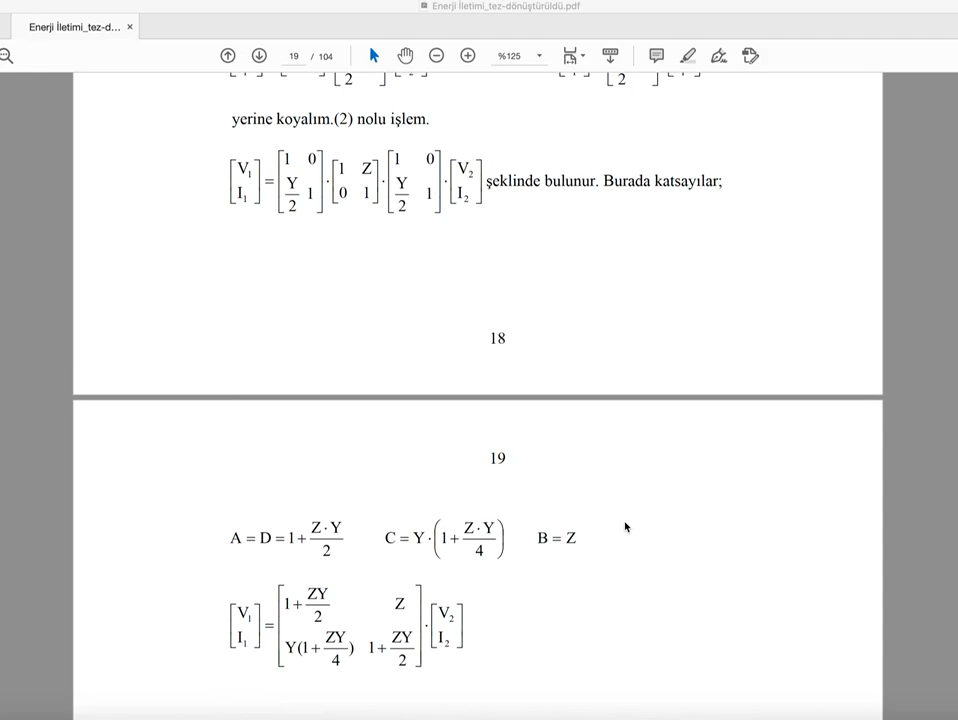 Enerji İletimi_tez-dönüştürüldü.pdf
Enerji İletimi_tez-d... ×
19 / 104 %125
2 2
yerine koyalım.(2) nolu işlem.
[V₁; I₁] = [1 0; Y/2 1] · [1 Z; 0 1] · [1 0; Y/2 1] · [V₂; I₂] şeklinde bulunur. Burada katsayılar;
18
19
A = D = 1 + Z·Y/2 C = Y·(1 + Z·Y/4) B = Z
[V₁; I₁] = [1 + ZY/2 Z; Y(1 + ZY/4) 1 + ZY/2] · [V₂; I₂]